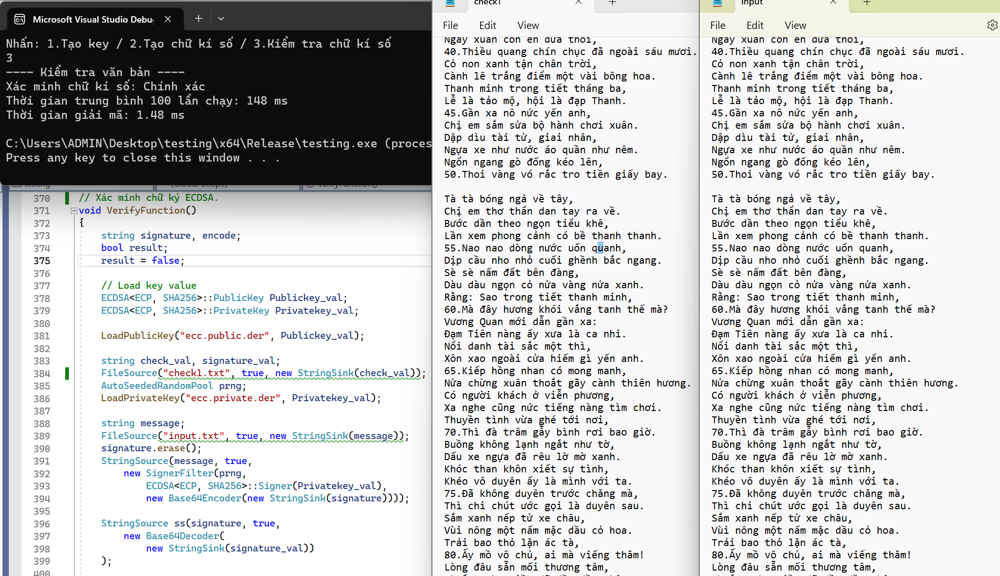 Microsoft Visual Studio Debu
Nhấn: 1.Tạo key / 2.Tạo chữ kí số / 3.Kiểm tra chữ kí số
3
---- Kiểm tra văn bản ----
Xác minh chữ kí số: Chính xác
Thời gian trung bình 100 lần chạy: 148 ms
Thời gian giải mã: 1.48 ms
C:\Users\ADMIN\Desktop\testing\x64\Release\testing.exe (proces
Press any key to close this window . . .
370 // Xác minh chữ ký ECDSA.
371 void VerifyFunction()
372 {
373 string signature, encode;
374 bool result;
375 result = false;
376
377 // Load key value
378 ECDSA<ECP, SHA256>::PublicKey Publickey_val;
379 ECDSA<ECP, SHA256>::PrivateKey Privatekey_val;
380
381 LoadPublicKey("ecc.public.der", Publickey_val);
382
383 string check_val, signature_val;
384 FileSource("check1.txt", true, new StringSink(check_val));
385 AutoSeededRandomPool prng;
386 LoadPrivateKey("ecc.private.der", Privatekey_val);
387
388 string message;
389 FileSource("input.txt", true, new StringSink(message));
390 signature.erase();
391 StringSource(message, true,
392 new SignerFilter(prng,
393 ECDSA<ECP, SHA256>::Signer(Privatekey_val),
394 new Base64Encoder(new StringSink(signature))));
395
396 StringSource ss(signature, true,
397 new Base64Decoder(
398 new StringSink(signature_val))
399 );
400
check1
File Edit View
Ngày xuân con én đưa thoi,
40.Thiều quang chín chục đã ngoài sáu mươi.
Cỏ non xanh tận chân trời,
Cành lê trắng điểm một vài bông hoa.
Thanh minh trong tiết tháng ba,
Lễ là tảo mộ, hội là đạp Thanh.
45.Gần xa nô nức yến anh,
Chị em sắm sửa bộ hành chơi xuân.
Dập dìu tài tử, giai nhân,
Ngựa xe như nước áo quần như nêm.
Ngổn ngang gò đống kéo lên,
50.Thoi vàng vó rắc tro tiền giấy bay.
Tà tà bóng ngả về tây,
Chị em thơ thẩn dan tay ra về.
Bước dần theo ngọn tiểu khê,
Lần xem phong cảnh có bề thanh thanh.
55.Nao nao dòng nước uốn quanh,
Dịp cầu nho nhỏ cuối ghềnh bắc ngang.
Sè sè nấm đất bên đàng,
Dàu dàu ngọn cỏ nửa vàng nửa xanh.
Rằng: Sao trong tiết thanh minh,
60.Mà đây hương khói vắng tanh thế mà?
Vương Quan mới dẫn gần xa:
Đạm Tiên nàng ấy xưa là ca nhi.
Nổi danh tài sắc một thì,
Xôn xao ngoài cửa hiếm gì yến anh.
65.Kiếp hồng nhan có mong manh,
Nửa chừng xuân thoắt gãy cành thiên hương.
Có người khách ở viễn phương,
Xa nghe cũng nức tiếng nàng tìm chơi.
Thuyền tình vừa ghé tới nơi,
70.Thì đà trâm gẫy bình rơi bao giờ.
Buồng không lạnh ngắt như tờ,
Dấu xe ngựa đã rêu lờ mờ xanh.
Khóc than khôn xiết sự tình,
Khéo vô duyên ấy là mình với ta.
75.Đã không duyên trước chăng mà,
Thì chi chút ước gọi là duyên sau.
Sắm xanh nếp tử xe châu,
Vùi nông một nấm mặc dầu cỏ hoa.
Trải bao thỏ lặn ác tà,
80.Ấy mồ vô chủ, ai mà viếng thăm!
Lòng đâu sẵn mối thương tâm,
input
File Edit View
Ngày xuân con én đưa thoi,
40.Thiều quang chín chục đã ngoài sáu mươi.
Cỏ non xanh tận chân trời,
Cành lê trắng điểm một vài bông hoa.
Thanh minh trong tiết tháng ba,
Lễ là tảo mộ, hội là đạp Thanh.
45.Gần xa nô nức yến anh,
Chị em sắm sửa bộ hành chơi xuân.
Dập dìu tài tử, giai nhân,
Ngựa xe như nước áo quần như nêm.
Ngổn ngang gò đống kéo lên,
50.Thoi vàng vó rắc tro tiền giấy bay.
Tà tà bóng ngả về tây,
Chị em thơ thẩn dan tay ra về.
Bước dần theo ngọn tiểu khê,
Lần xem phong cảnh có bề thanh thanh.
55.Nao nao dòng nước uốn quanh,
Dịp cầu nho nhỏ cuối ghềnh bắc ngang.
Sè sè nấm đất bên đàng,
Dàu dàu ngọn cỏ nửa vàng nửa xanh.
Rằng: Sao trong tiết thanh minh,
60.Mà đây hương khói vắng tanh thế mà?
Vương Quan mới dẫn gần xa:
Đạm Tiên nàng ấy xưa là ca nhi.
Nổi danh tài sắc một thì,
Xôn xao ngoài cửa hiếm gì yến anh.
65.Kiếp hồng nhan có mong manh,
Nửa chừng xuân thoắt gãy cành thiên hương.
Có người khách ở viễn phương,
Xa nghe cũng nức tiếng nàng tìm chơi.
Thuyền tình vừa ghé tới nơi,
70.Thì đà trâm gẫy bình rơi bao giờ.
Buồng không lạnh ngắt như tờ,
Dấu xe ngựa đã rêu lờ mờ xanh.
Khóc than khôn xiết sự tình,
Khéo vô duyên ấy là mình với ta.
75.Đã không duyên trước chăng mà,
Thì chi chút ước gọi là duyên sau.
Sắm xanh nếp tử xe châu,
Vùi nông một nấm mặc dầu cỏ hoa.
Trải bao thỏ lặn ác tà,
80.Ấy mồ vô chủ, ai mà viếng thăm!
Lòng đâu sẵn mối thương tâm,